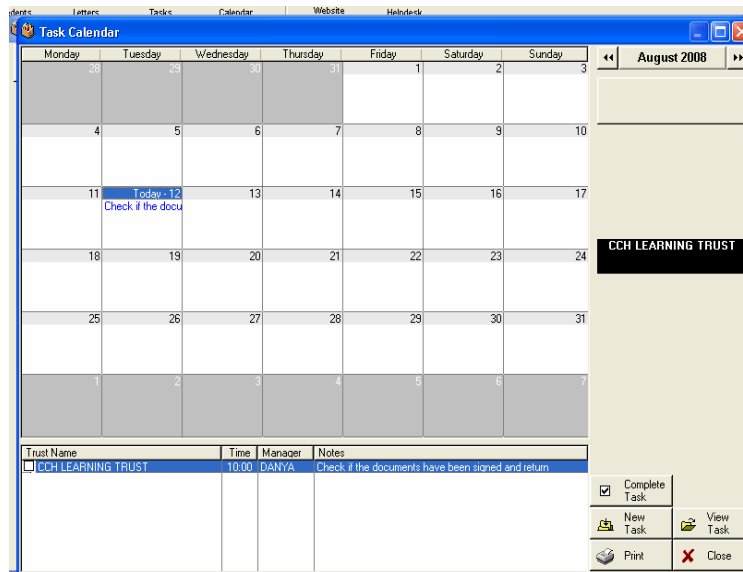 Letters Tasks Calendar Website Helpdesk
Task Calendar
Monday Tuesday Wednesday Thursday Friday Saturday Sunday
August 2008
28 29 30 31 1 2 3
4 5 6 7 8 9 10
11 Today - 12 13 14 15 16 17
Check if the docu
CCH LEARNING TRUST
18 19 20 21 22 23 24
25 26 27 28 29 30 31
1 2 3 4 5 6 7
Trust Name Time Manager Notes
CCH LEARNING TRUST 10:00 DANYA Check if the documents have been signed and return
Complete
Task
New
Task
View
Task
Print
Close